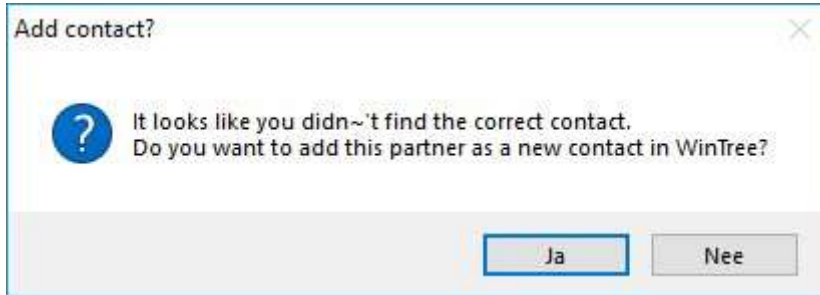 Add contact?
It looks like you didn~'t find the correct contact.
Do you want to add this partner as a new contact in WinTree?
Ja
Nee